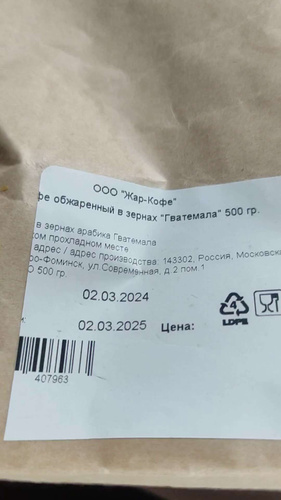 ООО "Жар-Кофе"
фе обжаренный в зернах "Гватемала" 500 гр.
в зернах арабика Гватемала
ом прохладном месте
адрес / адрес производства 143302, Россия, Московска
ро-Фоминск, ул.Современная, д.2 пом.1
О 500 гр.
02.03.2024
02.03.2025 Цена:
4
LDPE
407963